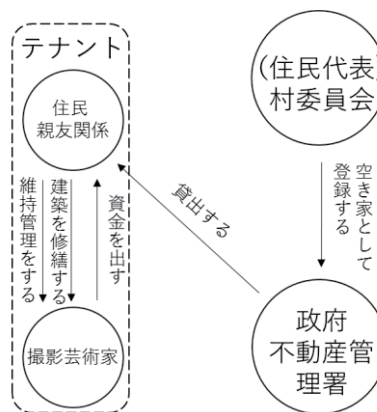 テナント
住民
親友関係
維持管理をする
建築を修繕する
資金を出す
撮影芸術家
(住民代表)
村委員会
空き家として
登録する
貸出する
政府
不動産管
理署